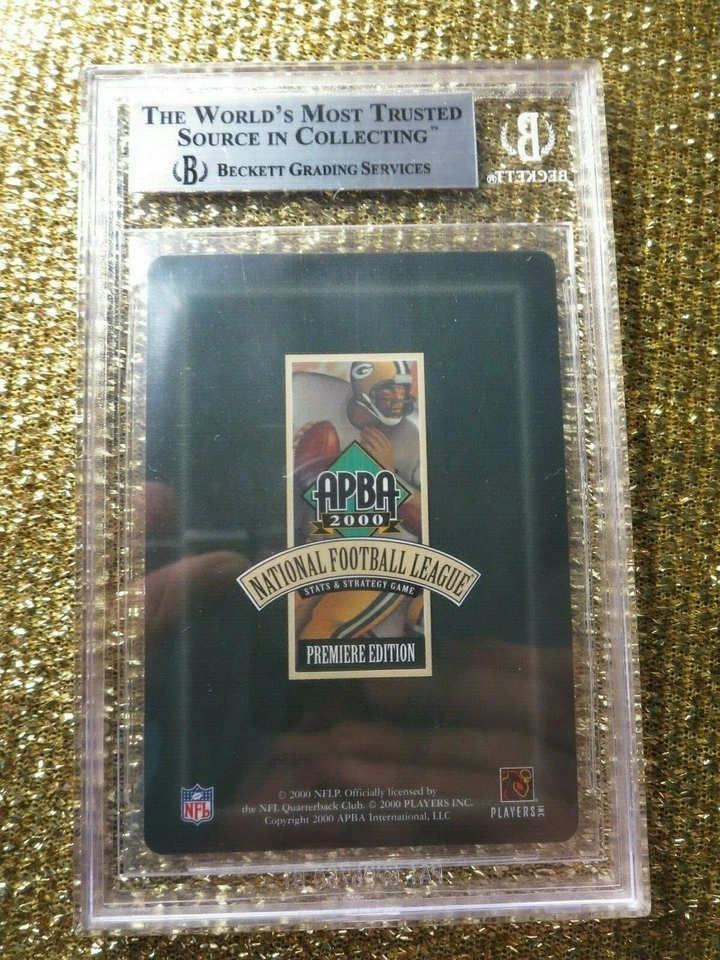 THE WORLD'S MOST TRUSTED
SOURCE IN COLLECTING™
B BECKETT GRADING SERVICES
B
BECKETT®
G
APBA
2000
NATIONAL FOOTBALL LEAGUE
STATS & STRATEGY GAME
PREMIERE EDITION
© 2000 NFLP. Officially licensed by
the NFL Quarterback Club. © 2000 PLAYERS INC.
Copyright 2000 APBA International, LLC
NFL
PLAYERS INC